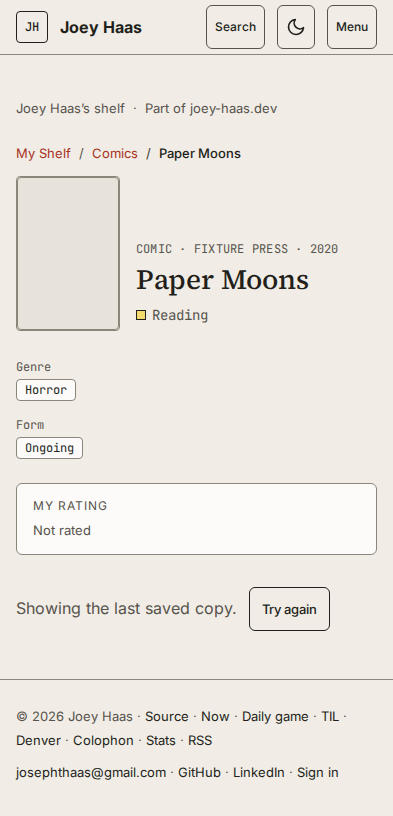 JH Joey Haas Search Menu
Joey Haas’s shelf · Part of joey-haas.dev
My Shelf / Comics / Paper Moons
COMIC · FIXTURE PRESS · 2020
Paper Moons
Reading
Genre
Horror
Form
Ongoing
MY RATING
Not rated
Showing the last saved copy. Try again
© 2026 Joey Haas · Source · Now · Daily game · TIL ·
Denver · Colophon · Stats · RSS
josephthaas@gmail.com · GitHub · LinkedIn · Sign in